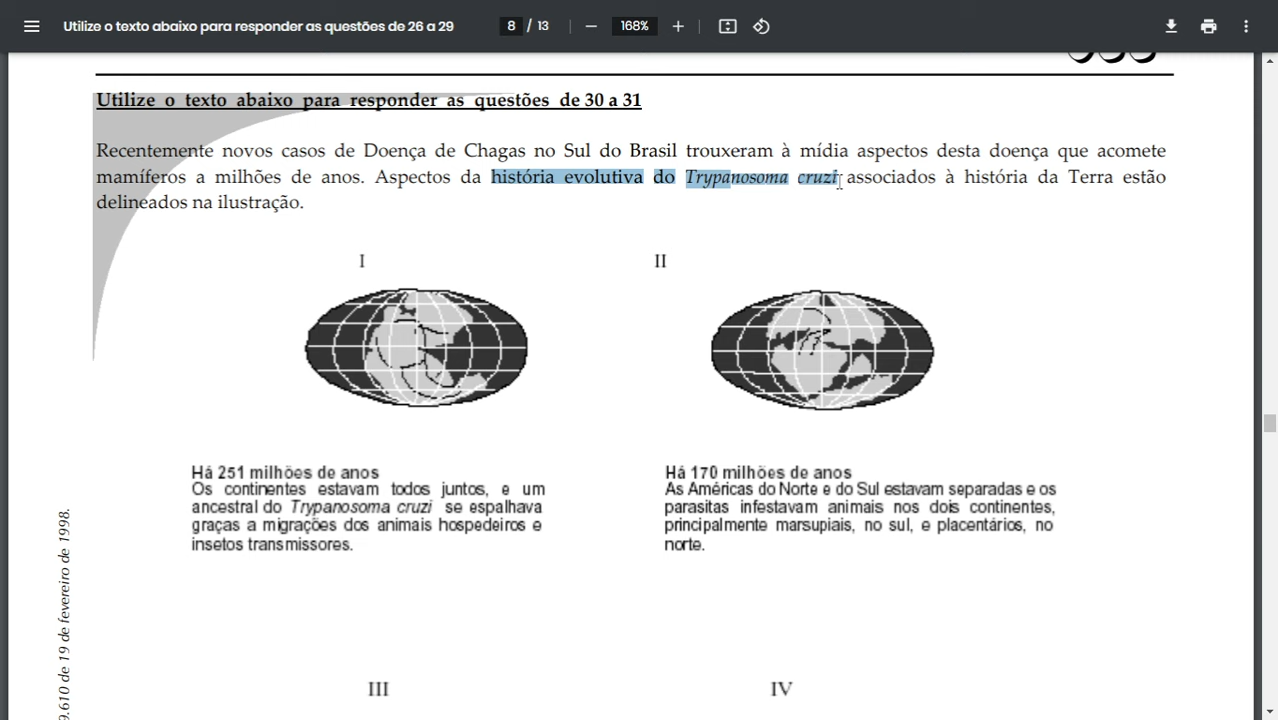 Utilize o texto abaixo para responder as questões de 26 a 29
8 / 13
168%
Utilize o texto abaixo para responder as questões de 30 a 31
Recentemente novos casos de Doença de Chagas no Sul do Brasil trouxeram à mídia aspectos desta doença que acomete
mamíferos a milhões de anos. Aspectos da história evolutiva do Trypanosoma cruzi associados à história da Terra estão
delineados na ilustração.
I
II
Há 251 milhões de anos
Os continentes estavam todos juntos, e um
ancestral do Trypanosoma cruzi se espalhava
graças a migrações dos animais hospedeiros e
insetos transmissores.
Há 170 milhões de anos
As Américas do Norte e do Sul estavam separadas e os
parasitas infestavam animais nos dois continentes,
principalmente marsupiais, no sul, e placentários, no
norte.
9.610 de 19 de fevereiro de 1998.
III
IV